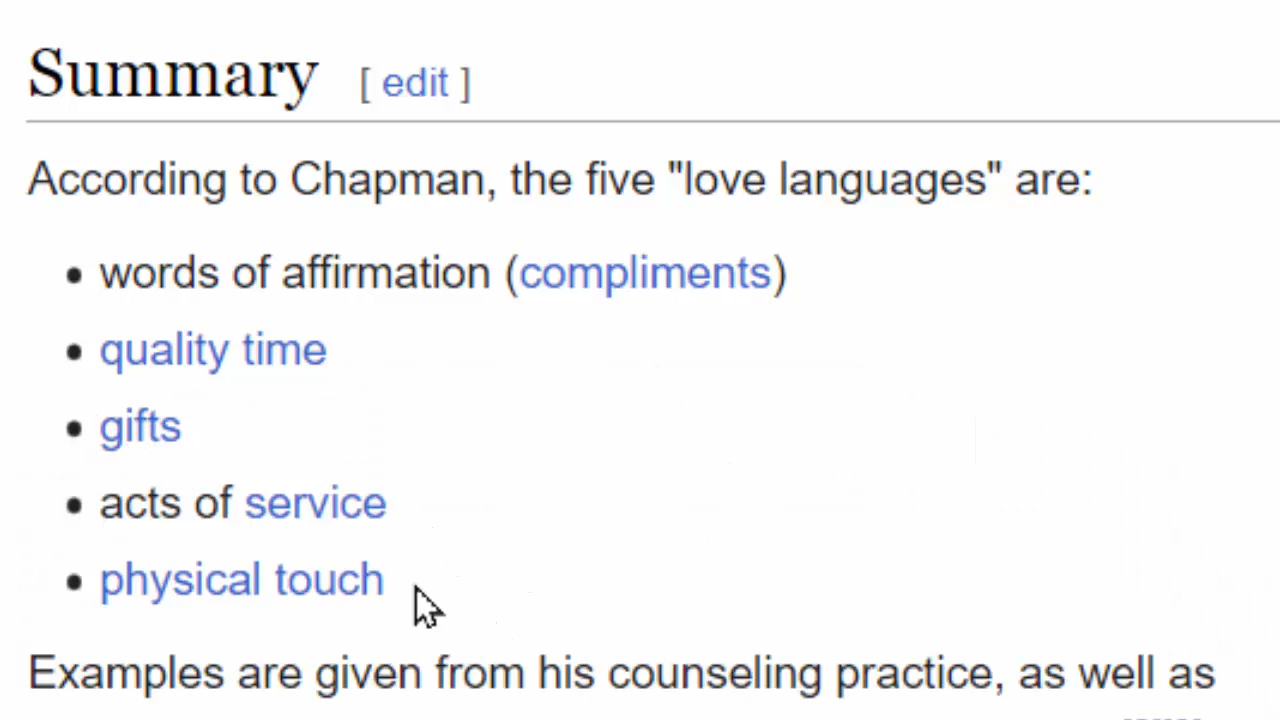 Summary [ edit ]
According to Chapman, the five "love languages" are:
• words of affirmation (compliments)
• quality time
• gifts
• acts of service
• physical touch
Examples are given from his counseling practice, as well as